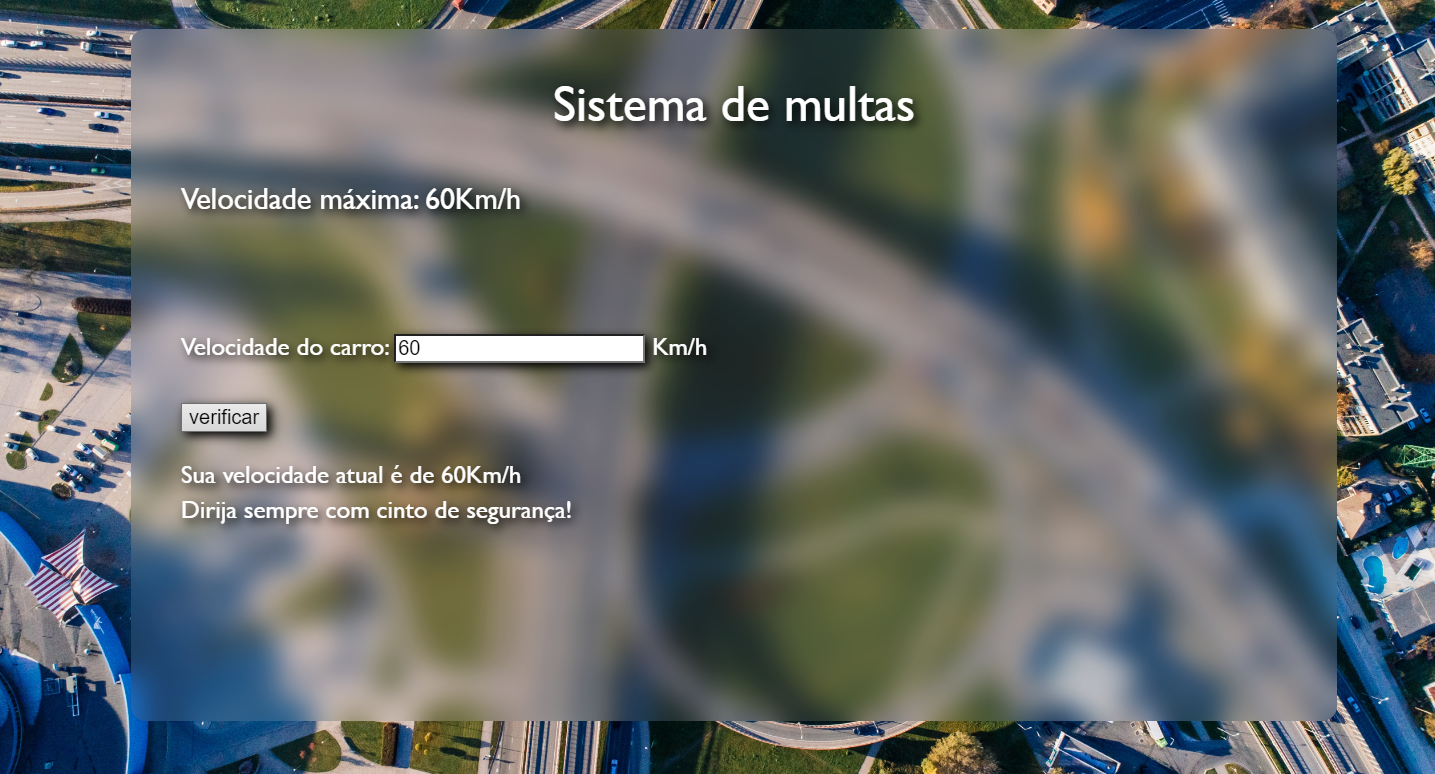 Sistema de multas
Velocidade máxima: 60Km/h
Velocidade do carro: 60 Km/h
verificar
Sua velocidade atual é de 60Km/h
Dirija sempre com cinto de segurança!